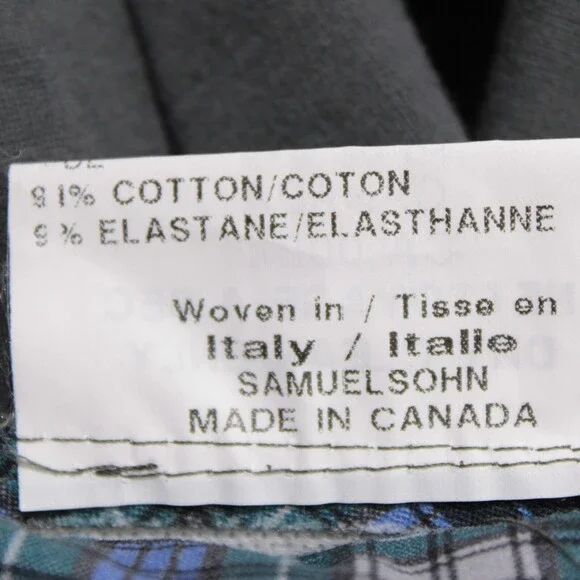 91% COTTON/COTON
9% ELASTANE/ELASTHANNE
Woven in / Tisse en
Italy / Italie
SAMUELSOHN
MADE IN CANADA